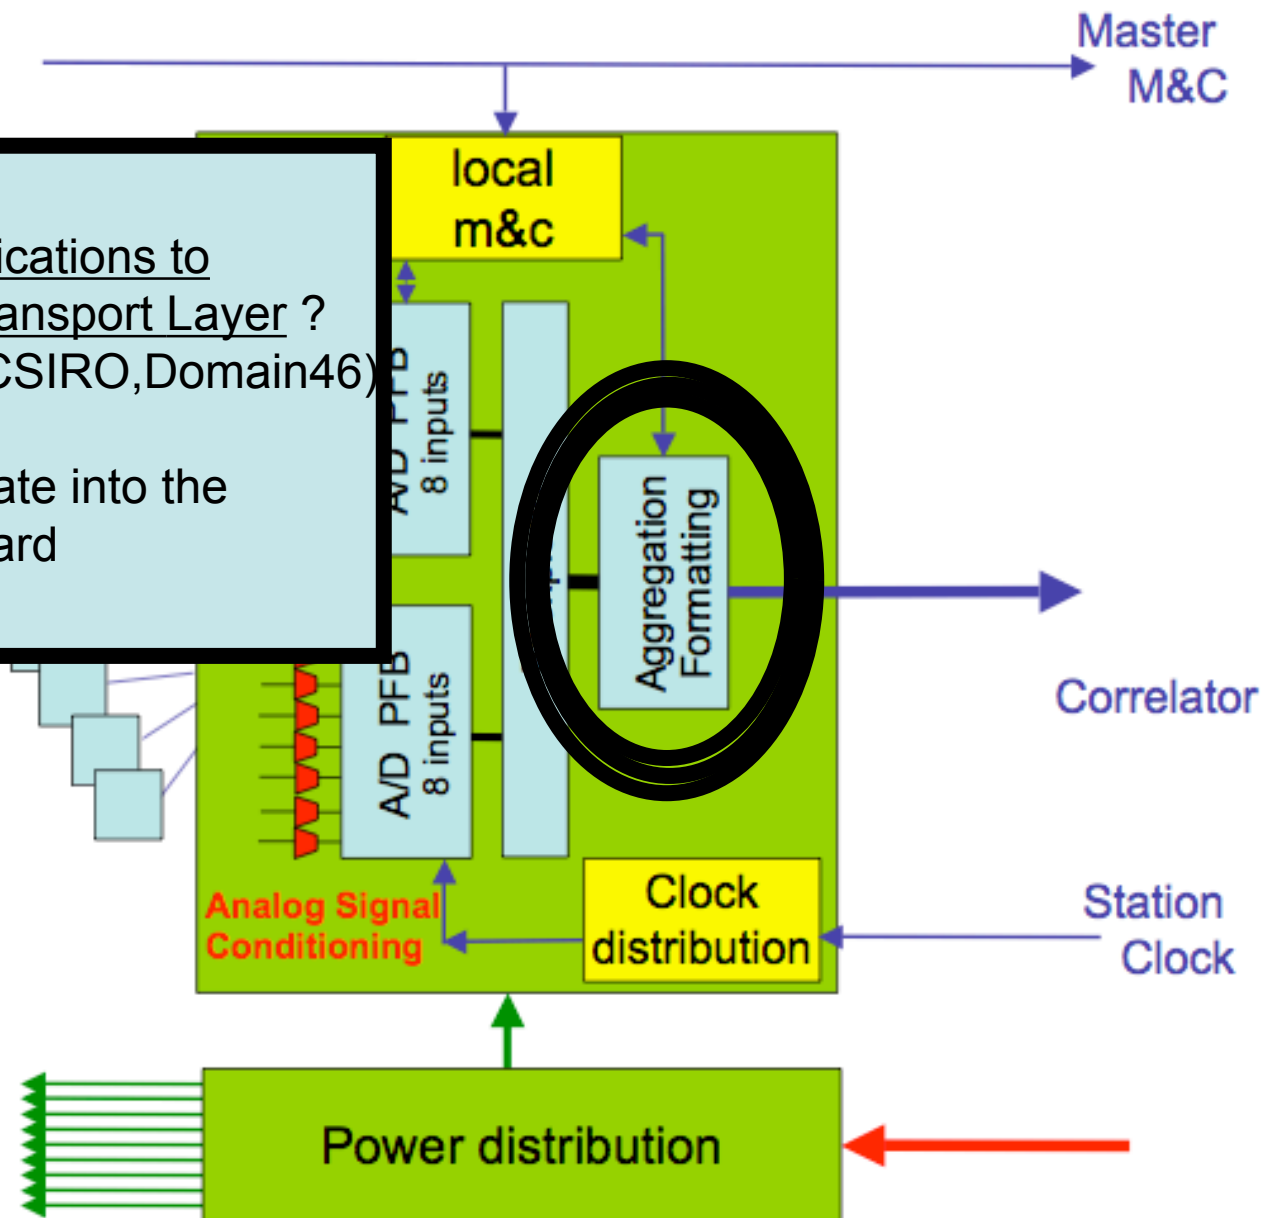 Master
M&C
local
m&c
ications to
ansport Layer ?
CSIRO,Domain46)
ate into the
ard
A/D PFB
8 inputs
Aggregation
Formatting
A/D PFB
8 inputs
Correlator
Analog Signal
Conditioning
Clock
distribution
Station
Clock
Power distribution